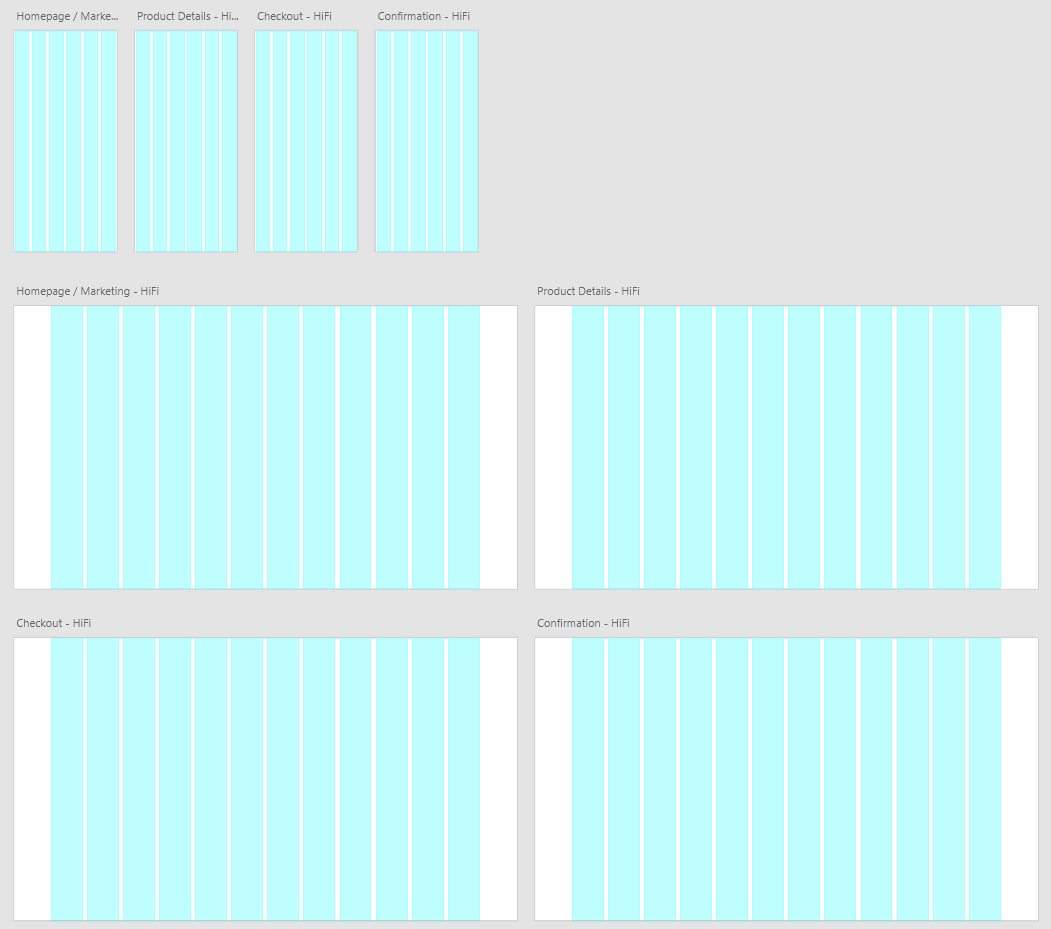 Homepage / Marke...
Product Details - Hi...
Checkout - HiFi
Confirmation - HiFi
Homepage / Marketing - HiFi
Product Details - HiFi
Checkout - HiFi
Confirmation - HiFi